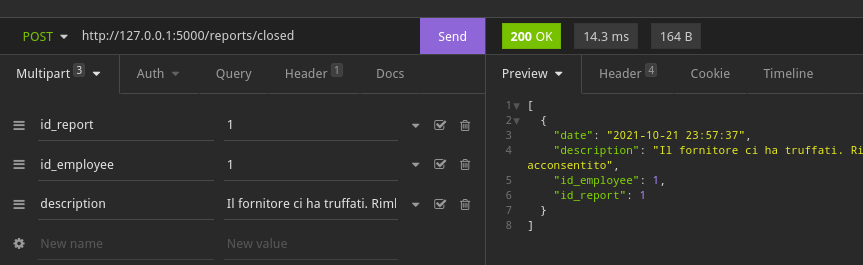 POST http://127.0.0.1:5000/reports/closed Send 200 OK 14.3 ms 164 B
Multipart 3 Auth Query Header 1 Docs Preview Header 4 Cookie Timeline
id_report 1
id_employee 1
description Il fornitore ci ha truffati.
New name New value
1 [
2 {
3 "date": "2021-10-21 23:57:37",
4 "description": "Il fornitore ci ha truffati.
acconsentito",
5 "id_employee": 1,
6 "id_report": 1
7 }
8 ]